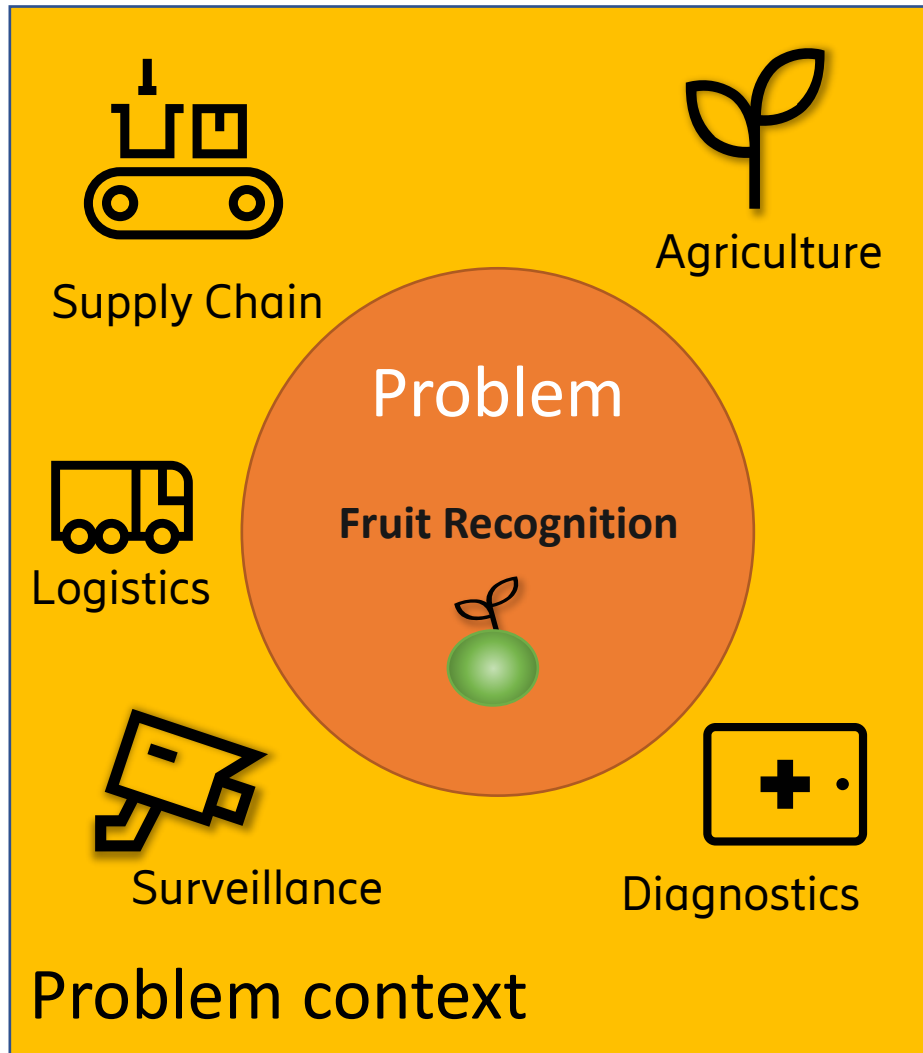 Supply Chain
Agriculture
Problem
Fruit Recognition
Logistics
Surveillance
Diagnostics
Problem context